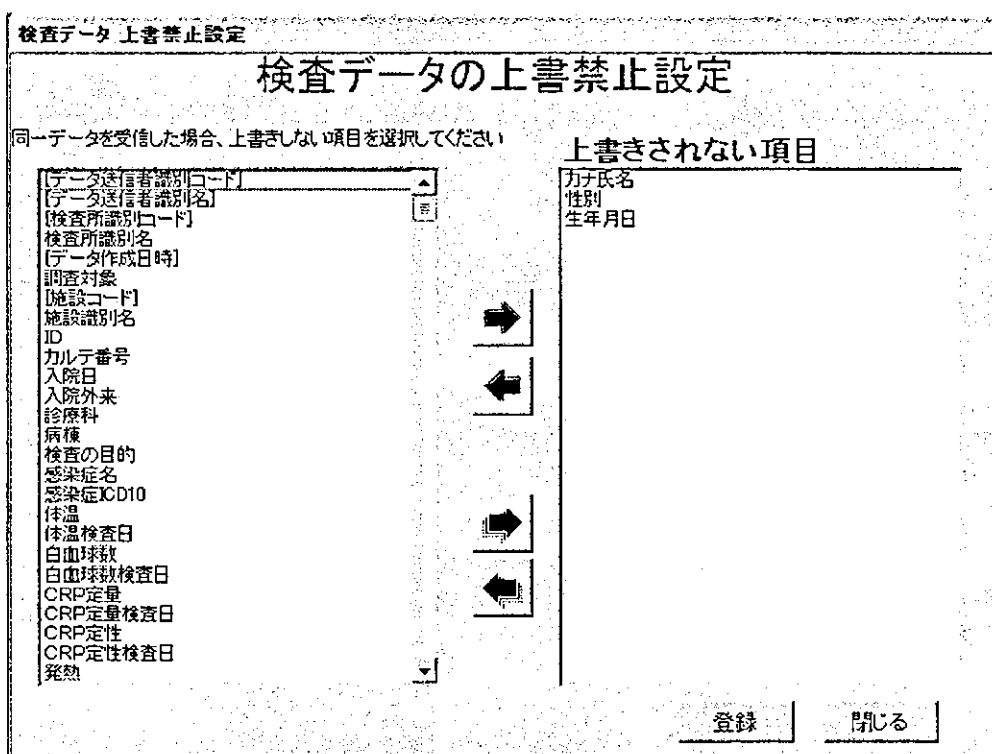 検査データ 上書禁止設定
検査データの上書禁止設定
同一データを受信した場合、上書きしない項目を選択してください
[データ送信者識別コード]
[データ送信者識別名]
[検査所識別コード]
検査所識別名
[データ作成日時]
調査対象
[施設コード]
施設識別名
ID
カルテ番号
入院日
入院外来
診療科
病棟
検査の目的
感染症名
感染症ICD10
体温
体温検査日
白血球数
白血球数検査日
CRP定量
CRP定量検査日
CRP定性
CRP定性検査日
発熱
上書きされない項目
カナ氏名
性別
生年月日
登録
閉じる